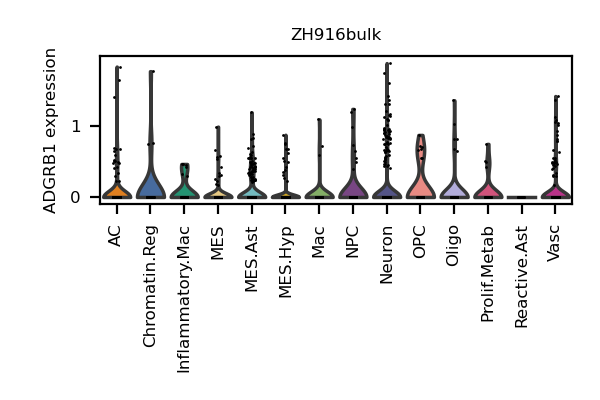 ZH916bulk
ADGRB1 expression
1
0
AC
Chromatin.Reg
Inflammatory.Mac
MES
MES.Ast
MES.Hyp
Mac
NPC
Neuron
OPC
Oligo
Prolif.Metab
Reactive.Ast
Vasc